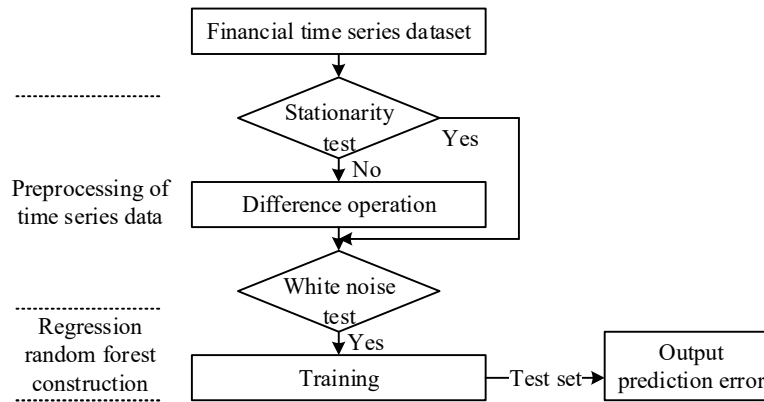 Financial time series dataset
Stationarity
test
Yes
No
Preprocessing of
time series data
Difference operation
White noise
test
Yes
Regression
random forest
construction
Training
Test set
Output
prediction error